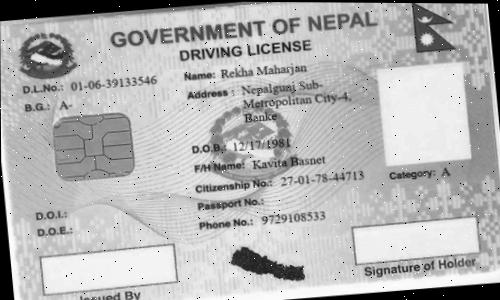 GOVERNMENT OF NEPAL
DRIVING LICENSE
D.L.No.: 01-06-39133546
B.G.: A-
Name: Rekha Maharjan
Address: Nepalgunj Sub-
Metropolitan City-4,
Banke
D.O.B.: 12/17/1981
F/H Name: Kavita Basnet
Citizenship No.: 27-01-78-44713
Passport No.:
Phone No.: 9729108533
Category: A
D.O.I.:
D.O.E.:
Issued By
Signature of Holder